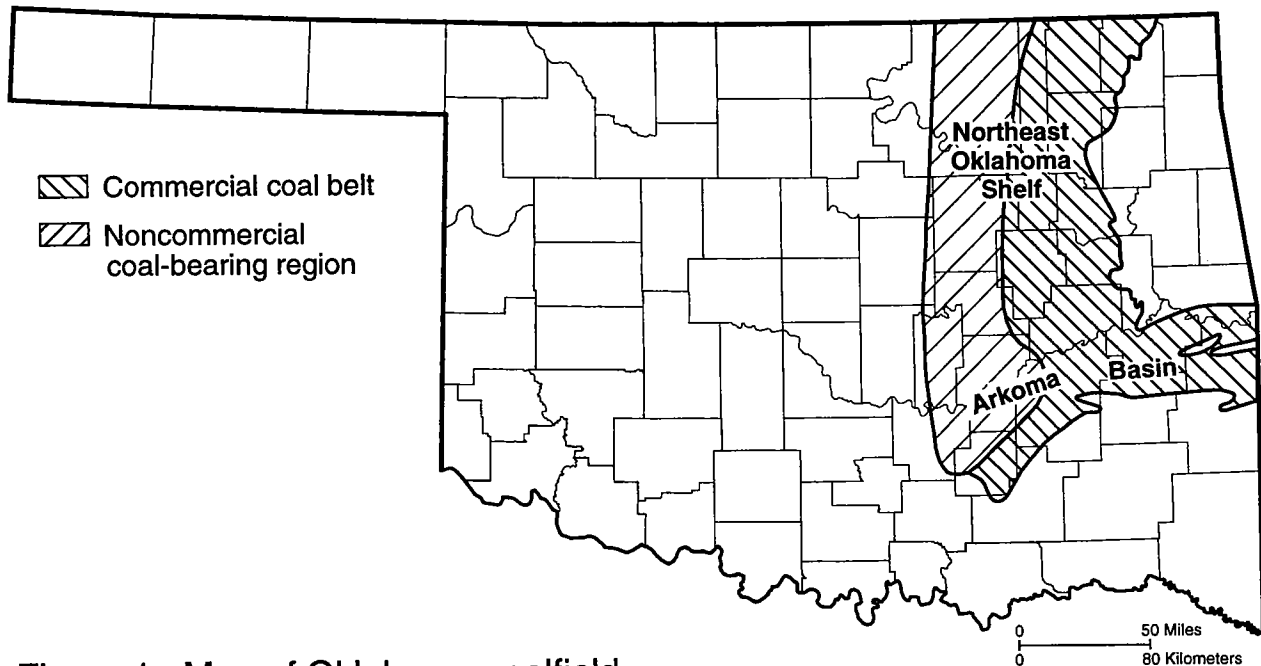 Northeast
Oklahoma
Shelf
Commercial coal belt
Noncommercial
coal-bearing region
Basin
Arkoma
0 50 Miles
0 80 Kilometers